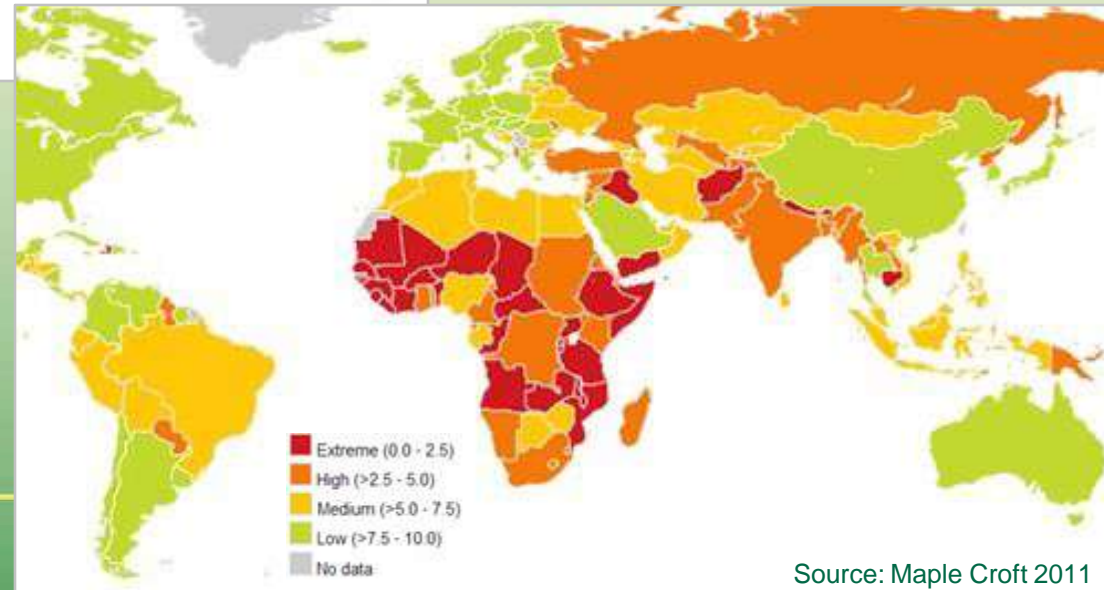 Extreme (0.0 - 2.5)
High (>2.5 - 5.0)
Medium (>5.0 - 7.5)
Low (>7.5 - 10.0)
No data
Source: Maple Croft 2011